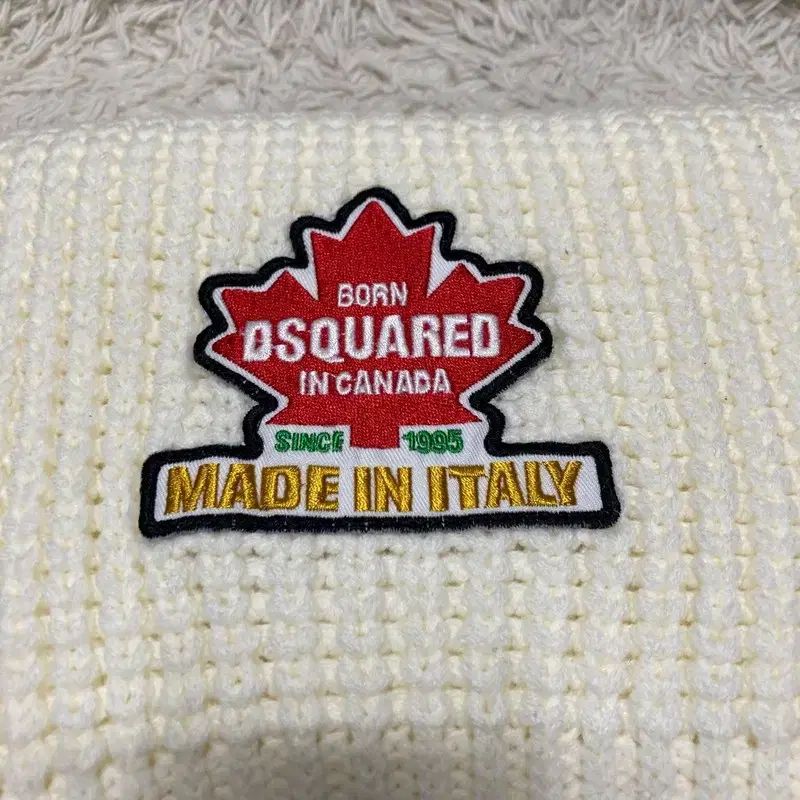 BORN
DSQUARED
IN CANADA
SINCE 1995
MADE IN ITALY